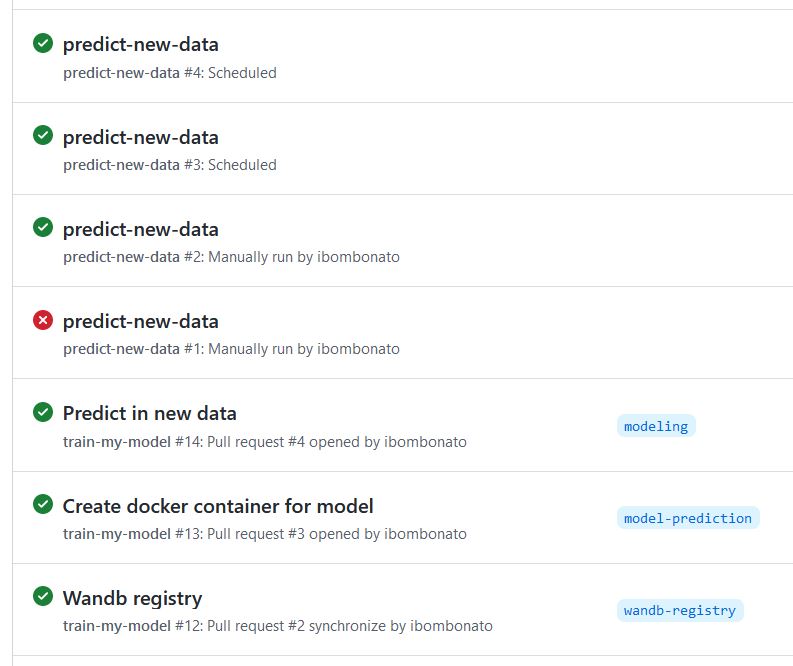 predict-new-data
predict-new-data #4: Scheduled
predict-new-data
predict-new-data #3: Scheduled
predict-new-data
predict-new-data #2: Manually run by ibombonato
predict-new-data
predict-new-data #1: Manually run by ibombonato
Predict in new data
modeling
train-my-model #14: Pull request #4 opened by ibombonato
Create docker container for model
model-prediction
train-my-model #13: Pull request #3 opened by ibombonato
Wandb registry
wandb-registry
train-my-model #12: Pull request #2 synchronize by ibombonato